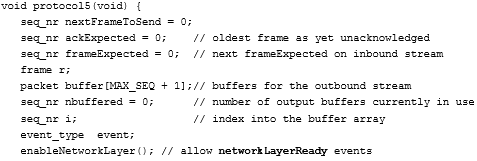 void protocol5(void) {
seq_nr nextFrameToSend = 0;
seq_nr ackExpected = 0; // oldest frame as yet unacknowledged
seq_nr frameExpected = 0; // next frameExpected on inbound stream
frame r;
packet buffer[MAX_SEQ + 1];// buffers for the outbound stream
seq_nr nbuffered = 0; // number of output buffers currently in use
seq_nr i; // index into the buffer array
event_type event;
enableNetworkLayer(); // allow networkLayerReady events